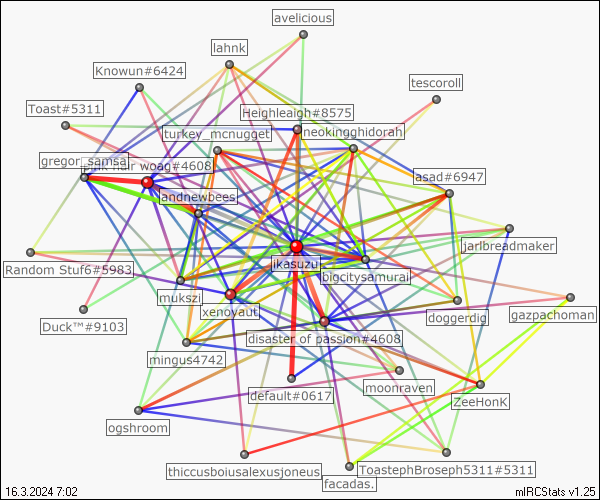 avelicious
lahnk
Knowun#6424
tescoroll
Toast#5311
Heighleaigh#8575
turkey_mcnugget
neokingghidorah
gregor_samsa
hair woag#4608
asad#6947
andnewbees
jarlbreadmaker
ikasuzu
bigcitysamurai
Random Stuf6#5983
mukszi
xenoyaut
doggerdig
gazpachoman
Duck™#9103
disaster of passion#4608
mingus4742
moonraven
default#0617
ZeeHonK
ogshroom
thiccusboiusalexusjoneus
ToastephBroseph5311#5311
facadas.
16.3.2024 7:02
mIRCStats v1.25